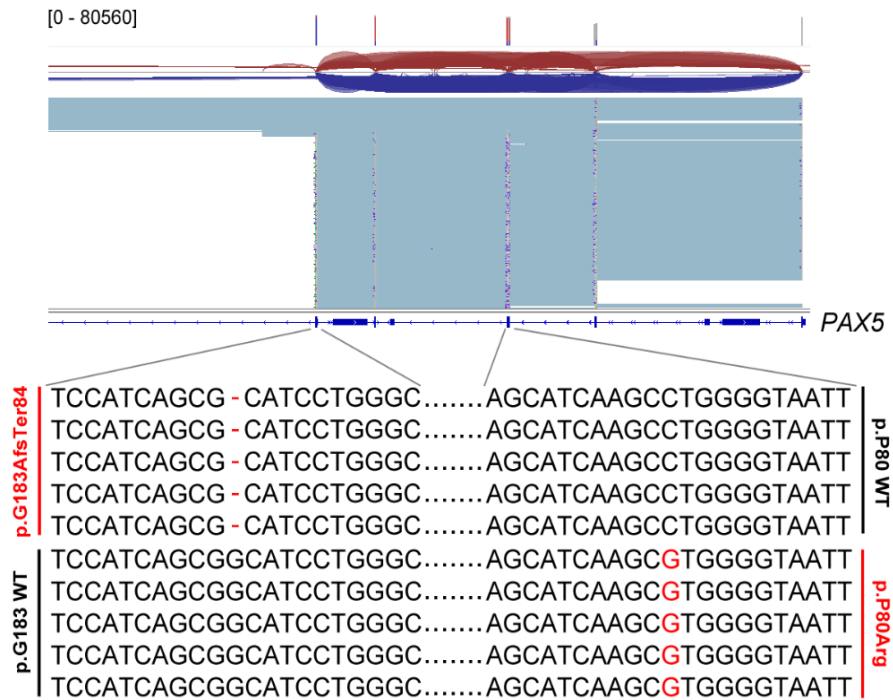 [0 - 80560]
PAX5
p.G183AfsTer84
TCCATCAGCG-CATCCTGGGC.......AGCATCAAGCCTGGGGTAATT
TCCATCAGCG-CATCCTGGGC.......AGCATCAAGCCTGGGGTAATT
TCCATCAGCG-CATCCTGGGC.......AGCATCAAGCCTGGGGTAATT
TCCATCAGCG-CATCCTGGGC.......AGCATCAAGCCTGGGGTAATT
TCCATCAGCG-CATCCTGGGC.......AGCATCAAGCCTGGGGTAATT
p.P80 WT
p.G183 WT
TCCATCAGCGGCATCCTGGGC.......AGCATCAAGCGTGGGGTAATT
TCCATCAGCGGCATCCTGGGC.......AGCATCAAGCGTGGGGTAATT
TCCATCAGCGGCATCCTGGGC.......AGCATCAAGCGTGGGGTAATT
TCCATCAGCGGCATCCTGGGC.......AGCATCAAGCGTGGGGTAATT
TCCATCAGCGGCATCCTGGGC.......AGCATCAAGCGTGGGGTAATT
p.P80Arg